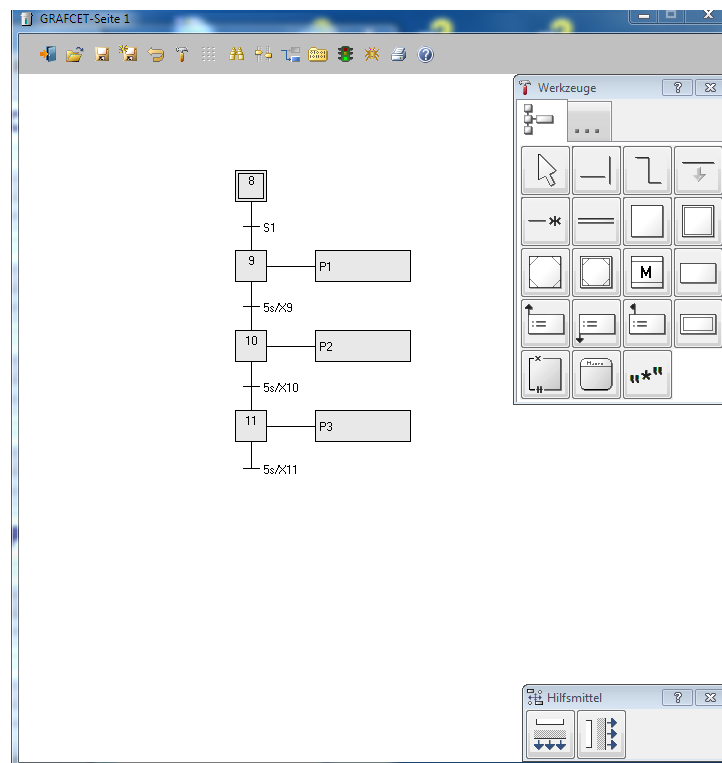 GRAFCET-Seite 1
Werkzeuge
8
S1
9
P1
5s/X9
10
P2
5s/X10
11
P3
5s/X11
M
:=
:=
:=
Macro
"*"
Hilfsmittel